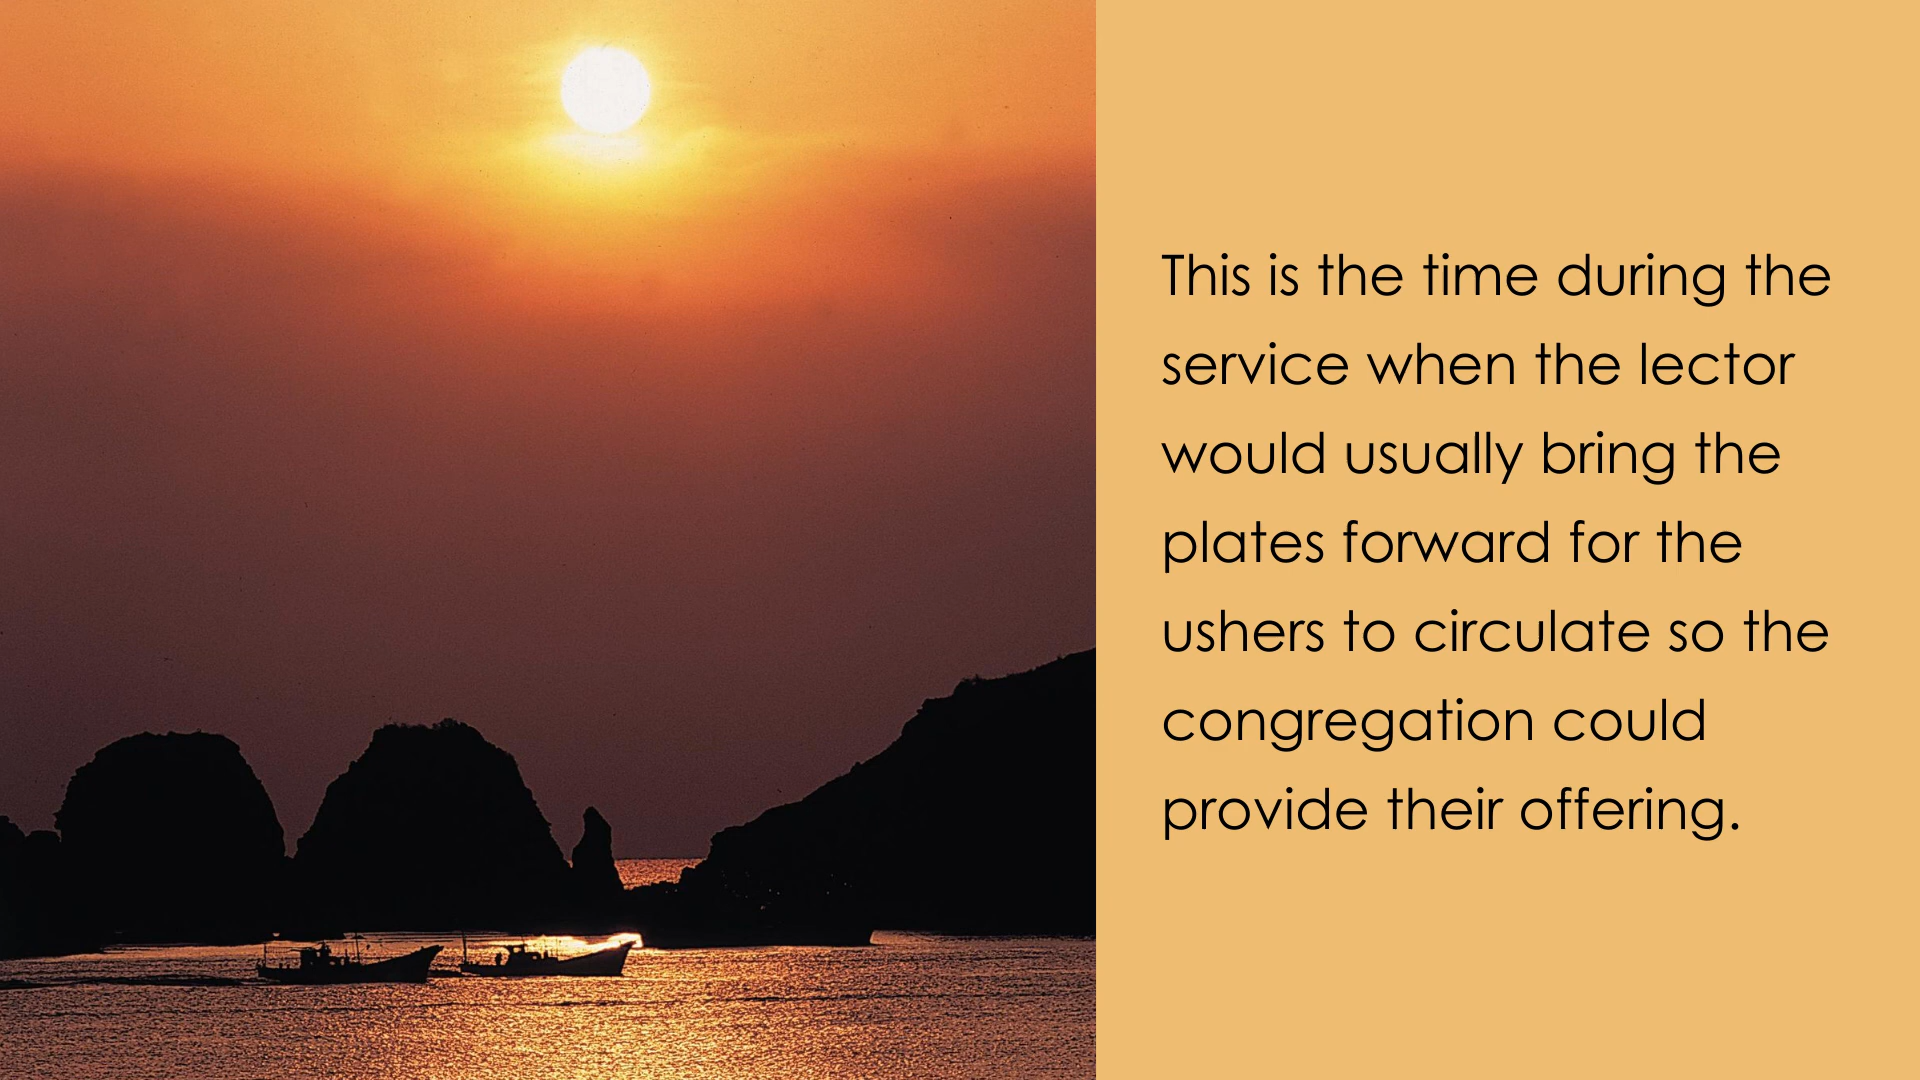 This is the time during the
service when the lector
would usually bring the
plates forward for the
ushers to circulate so the
congregation could
provide their offering.